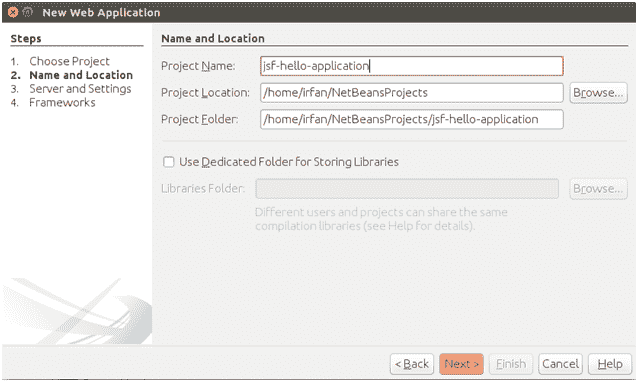 New Web Application
Steps
1. Choose Project
2. Name and Location
3. Server and Settings
4. Frameworks
Name and Location
Project Name: jsf-hello-application
Project Location: /home/irfan/NetBeansProjects Browse...
Project Folder: /home/irfan/NetBeansProjects/jsf-hello-application
Use Dedicated Folder for Storing Libraries
Libraries Folder: Browse...
Different users and projects can share the same
compilation libraries (see Help for details).
< Back Next > Finish Cancel Help